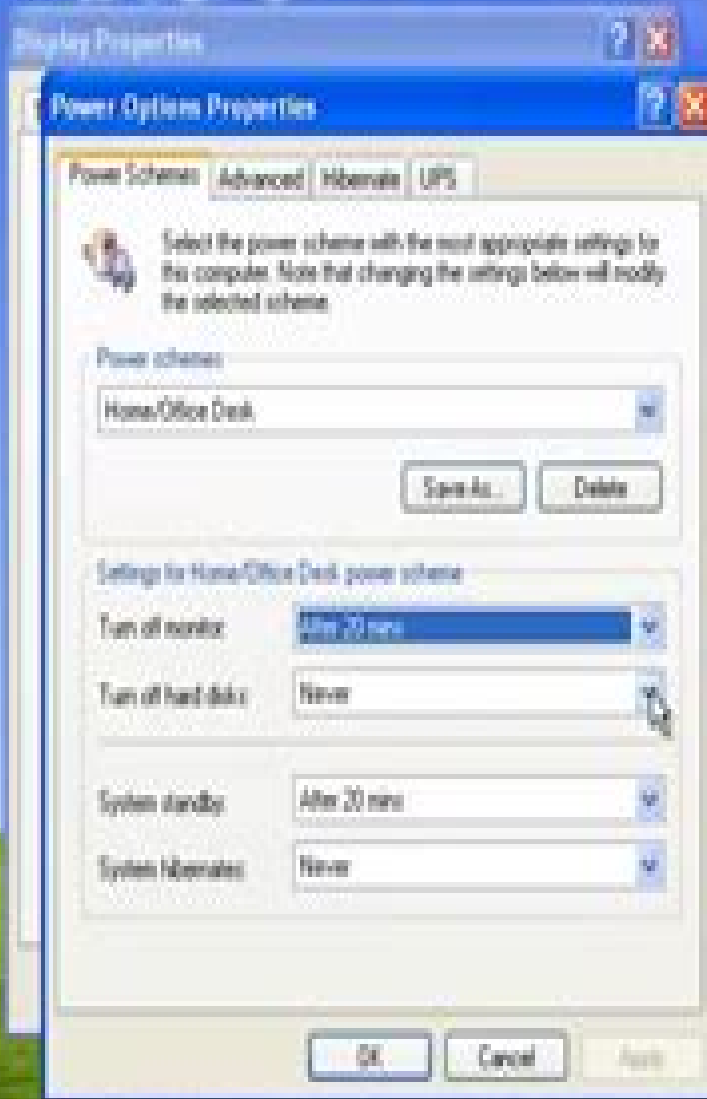 Display Properties
Power Options Properties
Power Schemes Advanced Hibernate UPS
Select the power scheme with the most appropriate settings for
this computer. Note that changing the settings below will modify
the selected scheme.
Power schemes
Home/Office Desk
Save As... Delete
Settings for Home/Office Desk power scheme
Turn off monitor: After 20 mins
Turn off hard disks: Never
System standby: After 20 mins
System hibernates: Never
OK Cancel Apply